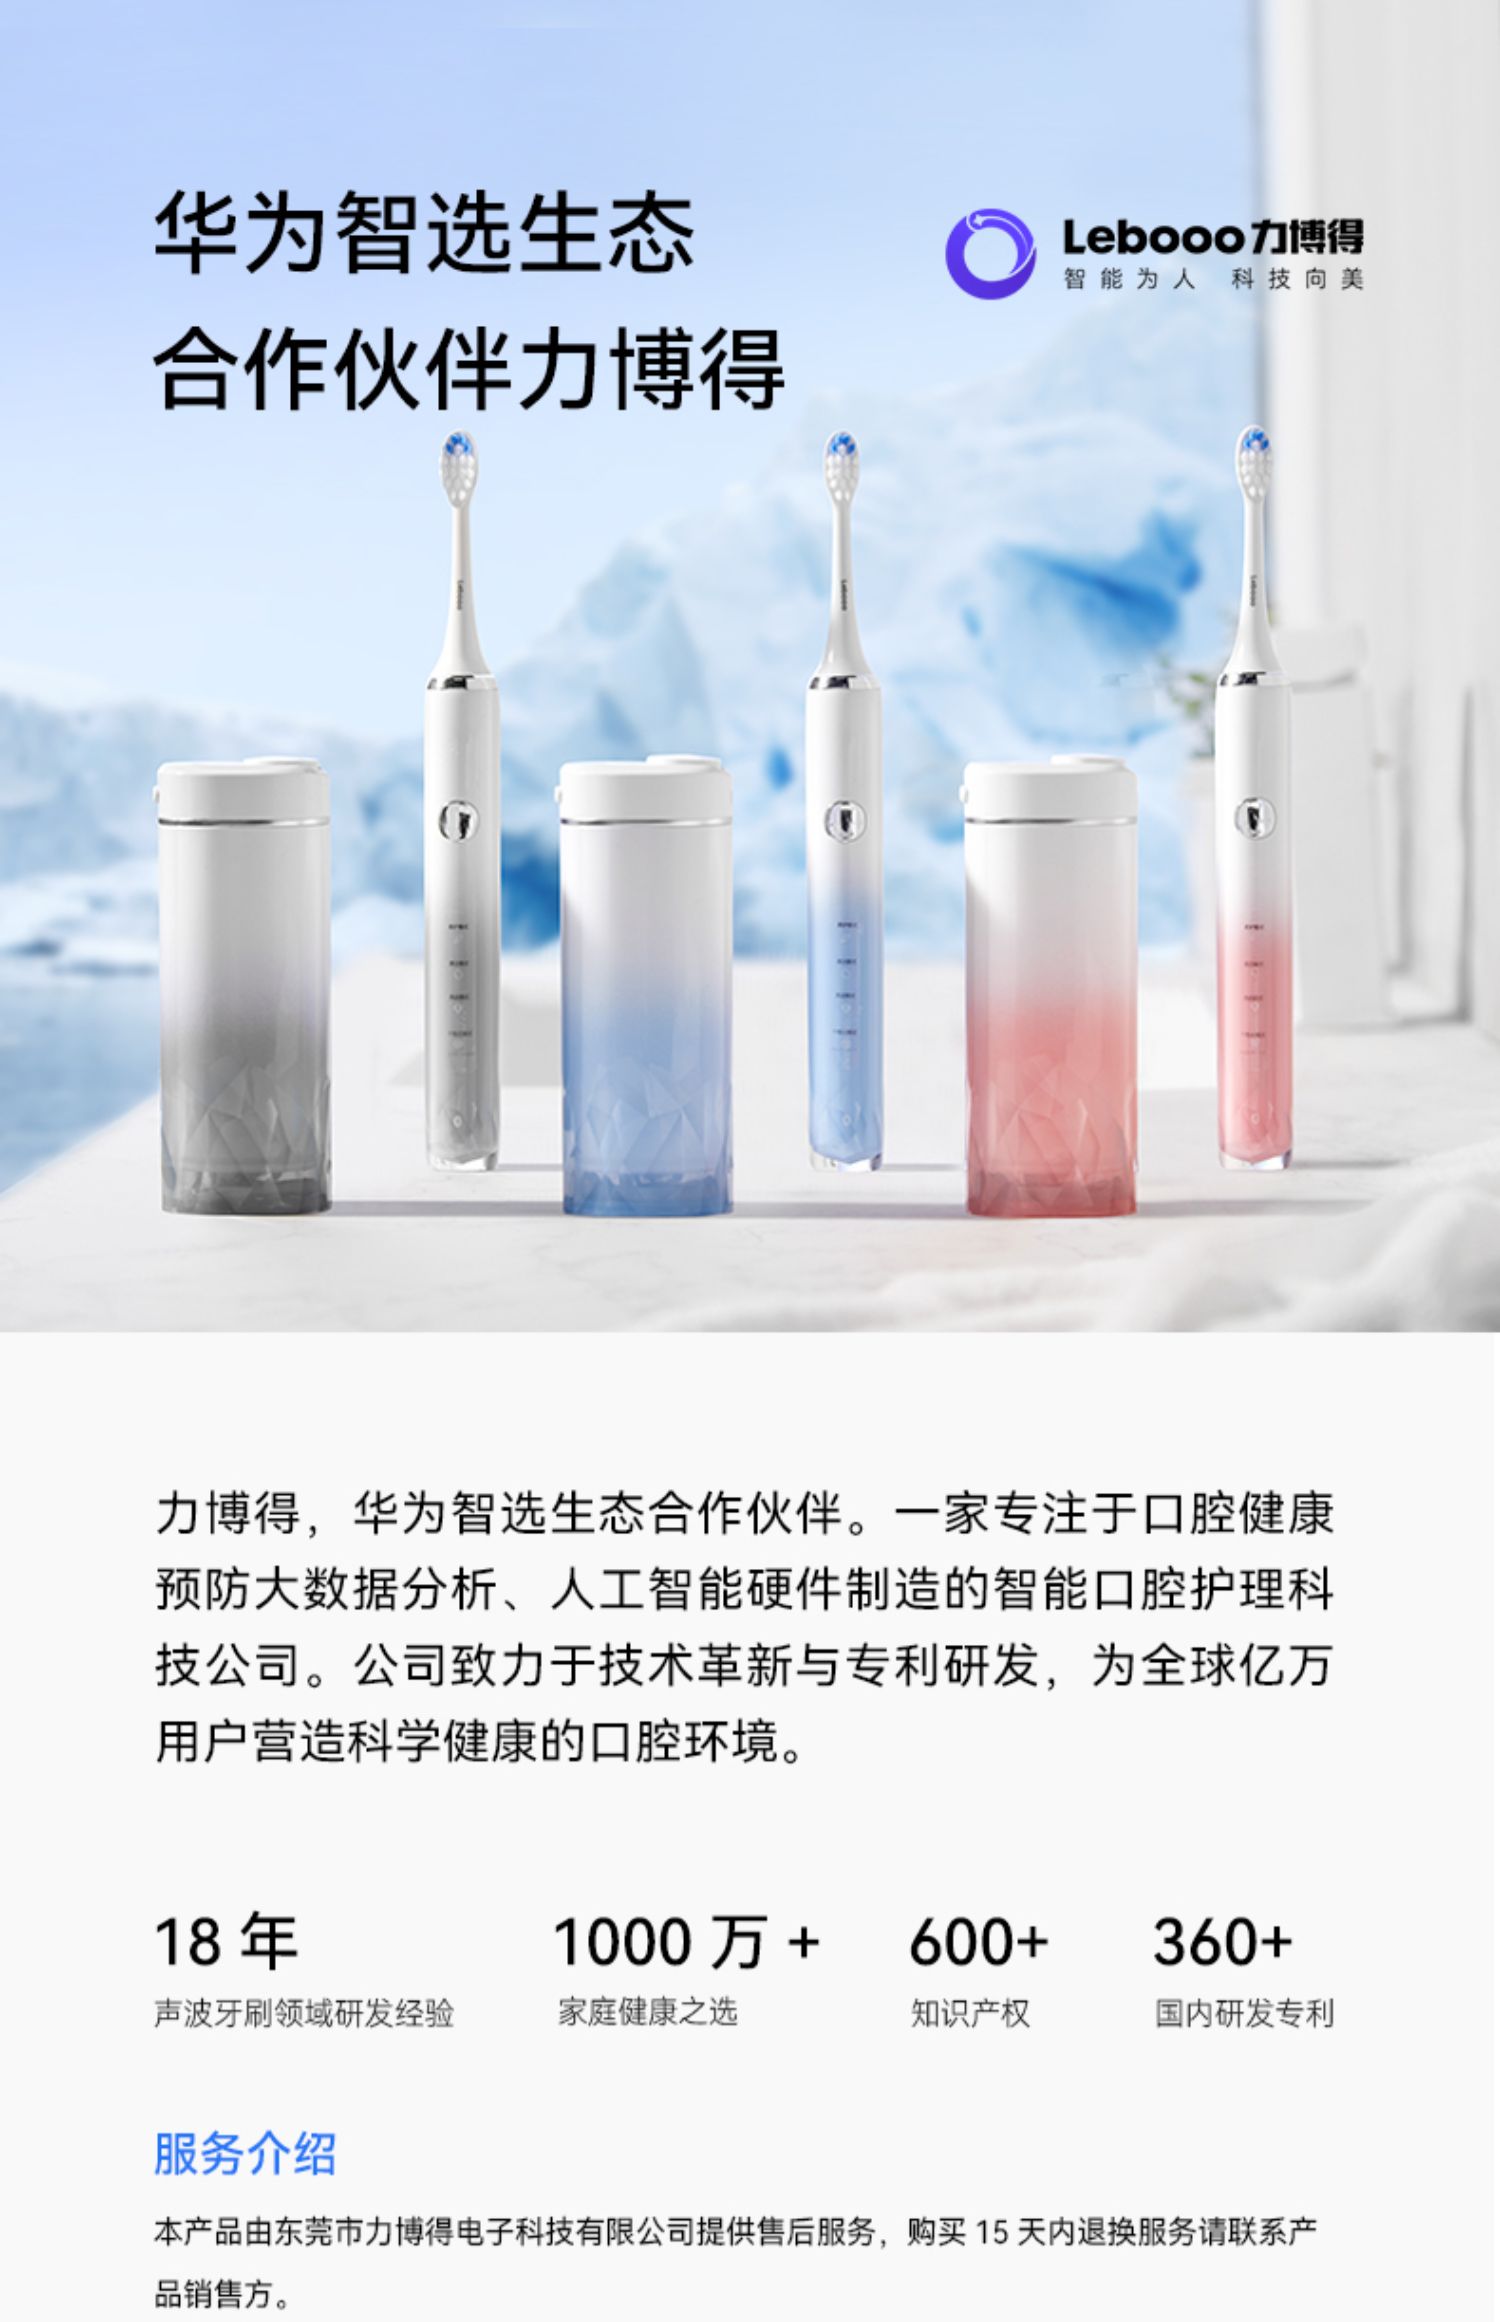 华为智选生态
合作伙伴力博得
Lebooo力博得
智能为人 科技向美
Lebooo
Lebooo
Lebooo
力博得，华为智选生态合作伙伴。一家专注于口腔健康
预防大数据分析、人工智能硬件制造的智能口腔护理科
技公司。公司致力于技术革新与专利研发，为全球亿万
用户营造科学健康的口腔环境。
18 年
声波牙刷领域研发经验
1000 万 +
家庭健康之选
600+
知识产权
360+
国内研发专利
服务介绍
本产品由东莞市力博得电子科技有限公司提供售后服务，购买 15 天内退换服务请联系产
品销售方。